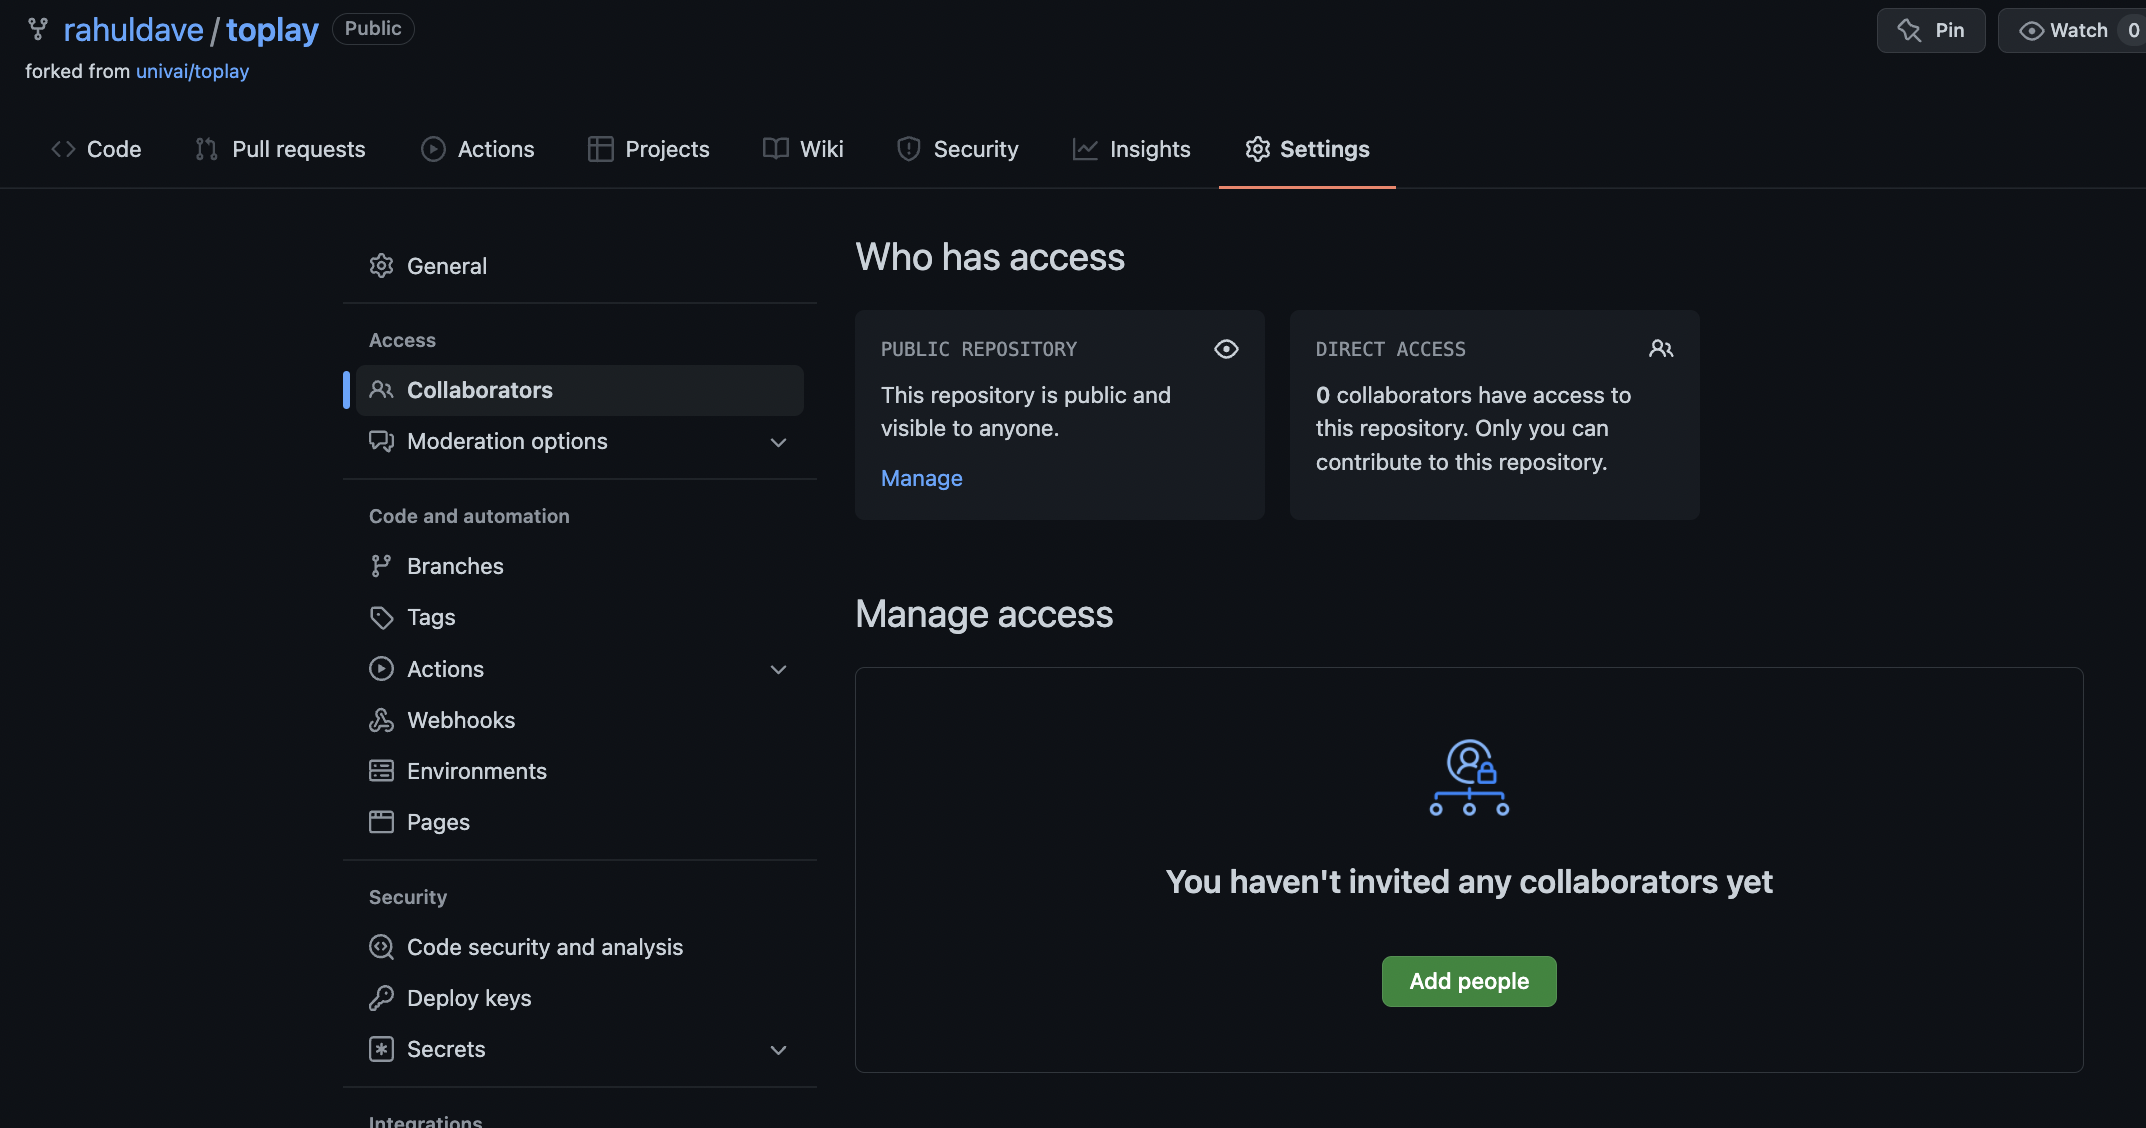 rahuldave / toplay Public
Pin
Watch 0
forked from univai/toplay
Code
Pull requests
Actions
Projects
Wiki
Security
Insights
Settings
General
Access
Collaborators
Moderation options
Code and automation
Branches
Tags
Actions
Webhooks
Environments
Pages
Security
Code security and analysis
Deploy keys
Secrets
Integrations
Who has access
PUBLIC REPOSITORY
This repository is public and
visible to anyone.
Manage
DIRECT ACCESS
0 collaborators have access to
this repository. Only you can
contribute to this repository.
Manage access
You haven't invited any collaborators yet
Add people